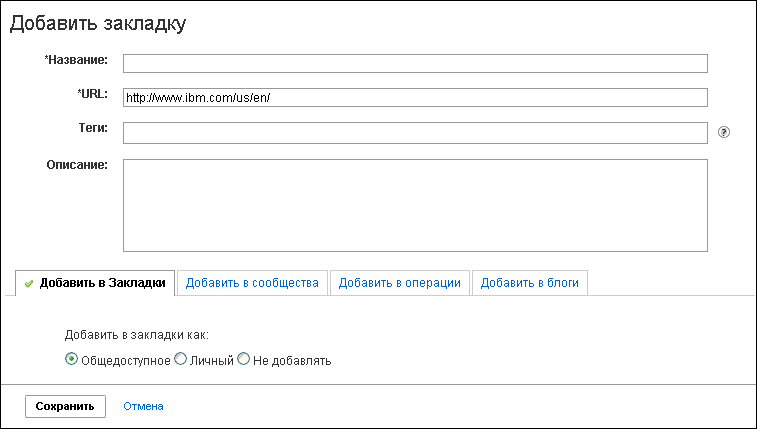 Добавить закладку
*Название:
*URL: http://www.ibm.com/us/en/
Теги: ?
Описание:
Добавить в Закладки Добавить в сообщества Добавить в операции Добавить в блоги
Добавить в закладки как:
Общедоступное Личный Не добавлять
Сохранить Отмена